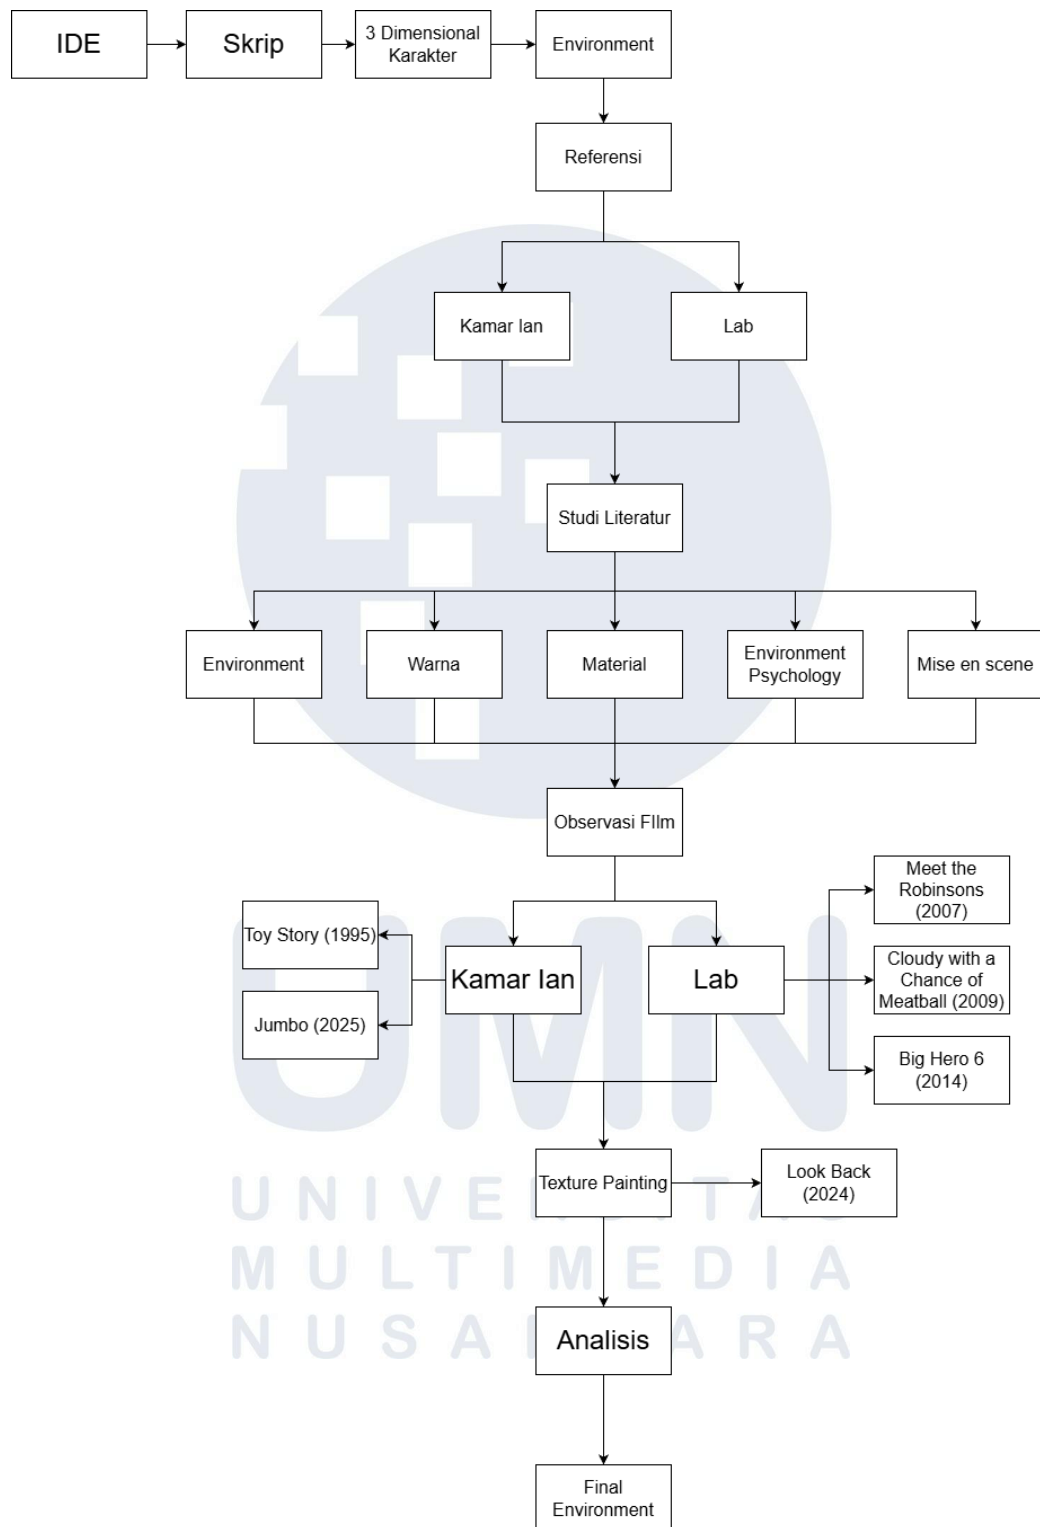 IDE
Skrip
3 Dimensional
Karakter
Environment
Referensi
Kamar Ian
Lab
Studi Literatur
Environment
Warna
Material
Environment
Psychology
Mise en scene
Observasi FIlm
Toy Story (1995)
Jumbo (2025)
Kamar Ian
Lab
Meet the
Robinsons
(2007)
Cloudy with a
Chance of
Meatball (2009)
Big Hero 6
(2014)
Texture Painting
Look Back
(2024)
Analisis
Final
Environment
UMN
UNIVERSITAS
MULTIMEDIA
NUSANTARA